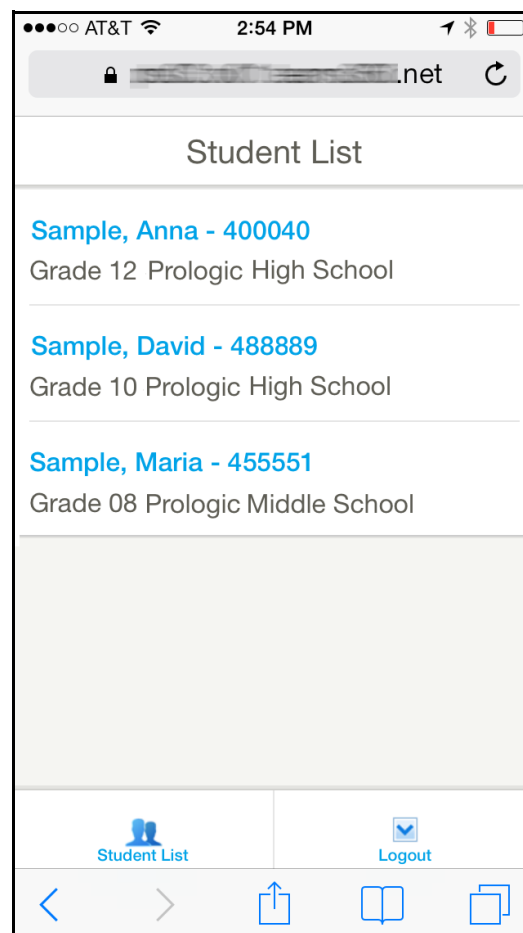 AT&T 2:54 PM
.net
Student List
Sample, Anna - 400040
Grade 12 Prologic High School
Sample, David - 488889
Grade 10 Prologic High School
Sample, Maria - 455551
Grade 08 Prologic Middle School
Student List Logout